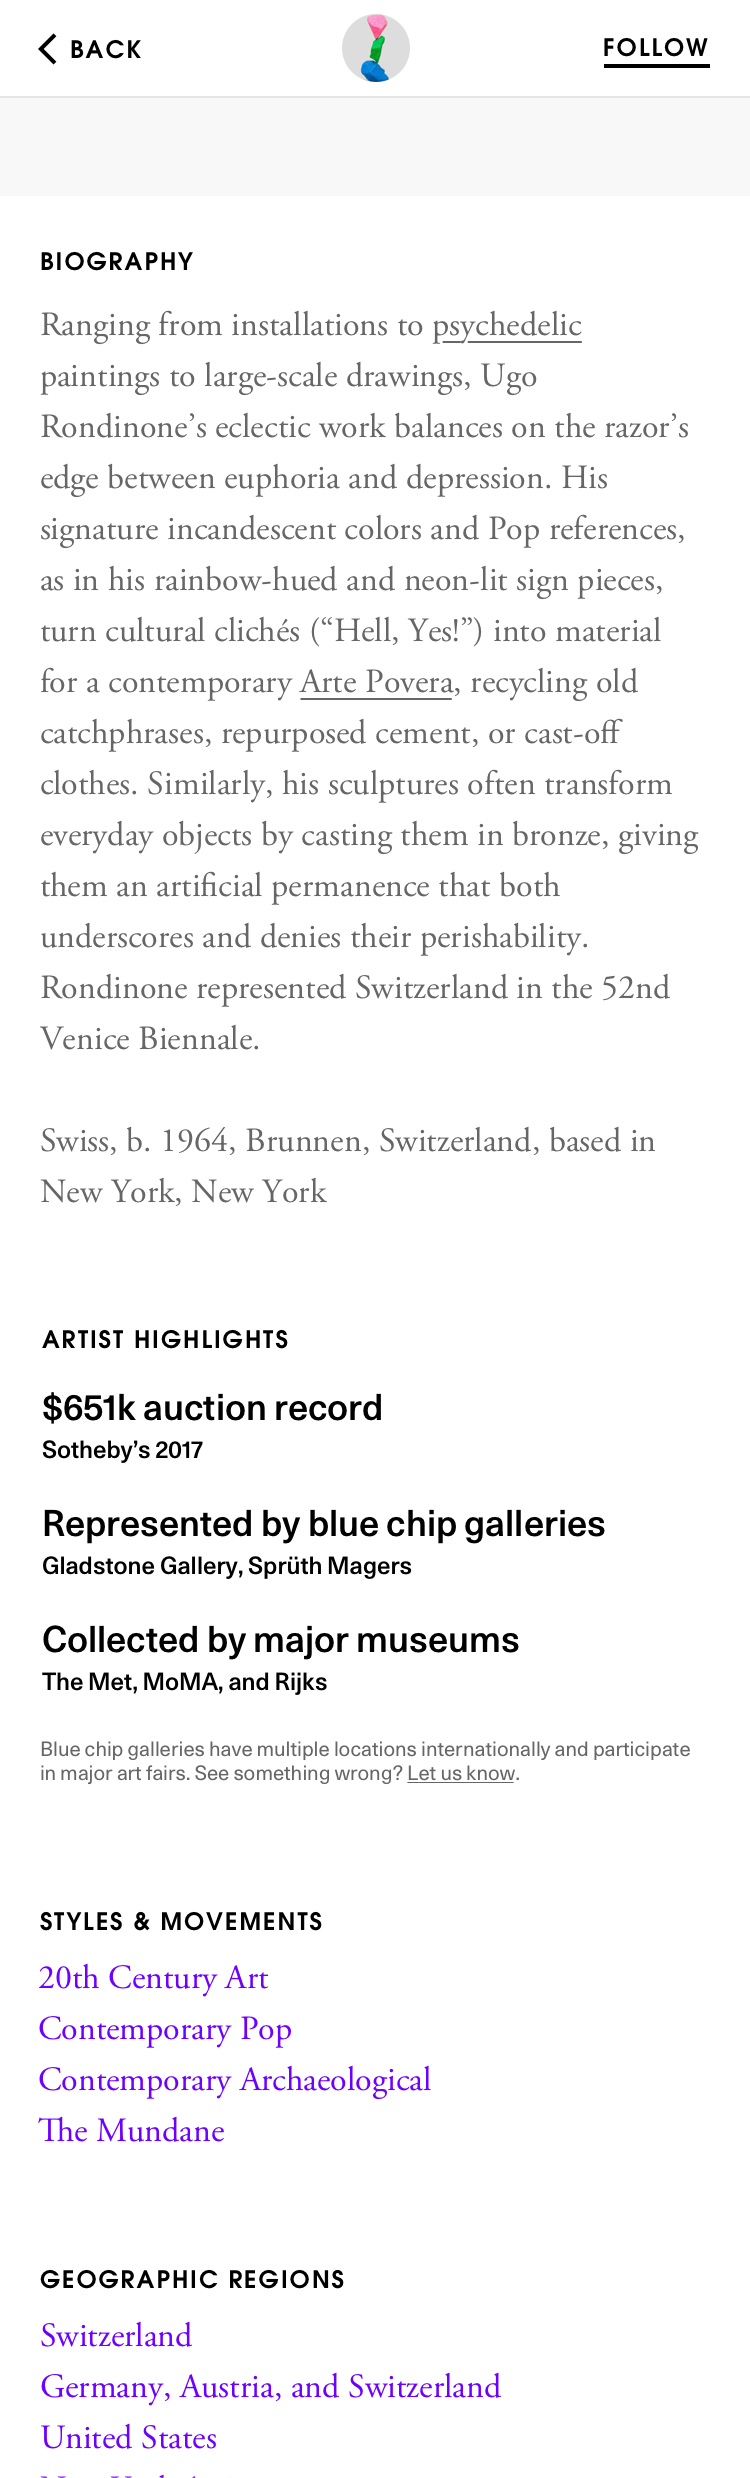 BACK
FOLLOW
BIOGRAPHY
Ranging from installations to psychedelic
paintings to large-scale drawings, Ugo
Rondinone’s eclectic work balances on the razor’s
edge between euphoria and depression. His
signature incandescent colors and Pop references,
as in his rainbow-hued and neon-lit sign pieces,
turn cultural clichés (“Hell, Yes!”) into material
for a contemporary Arte Povera, recycling old
catchphrases, repurposed cement, or cast-off
clothes. Similarly, his sculptures often transform
everyday objects by casting them in bronze, giving
them an artificial permanence that both
underscores and denies their perishability.
Rondinone represented Switzerland in the 52nd
Venice Biennale.
Swiss, b. 1964, Brunnen, Switzerland, based in
New York, New York
ARTIST HIGHLIGHTS
$651k auction record
Sotheby’s 2017
Represented by blue chip galleries
Gladstone Gallery, Sprüth Magers
Collected by major museums
The Met, MoMA, and Rijks
Blue chip galleries have multiple locations internationally and participate
in major art fairs. See something wrong? Let us know.
STYLES & MOVEMENTS
20th Century Art
Contemporary Pop
Contemporary Archaeological
The Mundane
GEOGRAPHIC REGIONS
Switzerland
Germany, Austria, and Switzerland
United States